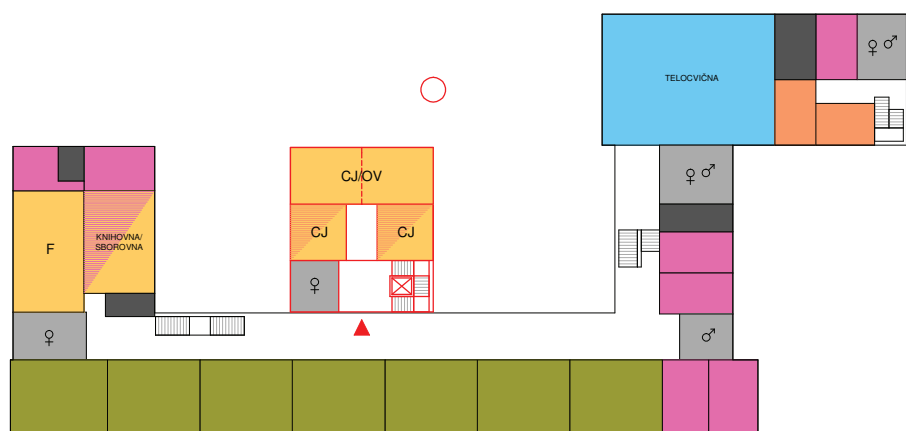 TELOCVIČNA
CJ/OV
CJ
CJ
F
KNIHOVNA/
SBOROVNA
♀♂
♀♂
♀
♀
♂